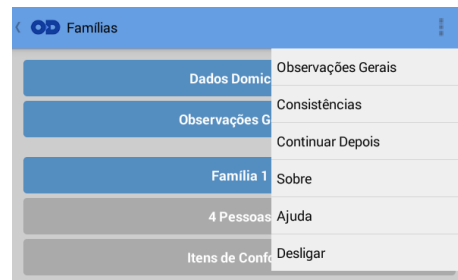 OD Famílias
Dados Domic
Observações G
Família 1
4 Pessoas
Itens de Confo
Observações Gerais
Consistências
Continuar Depois
Sobre
Ajuda
Desligar